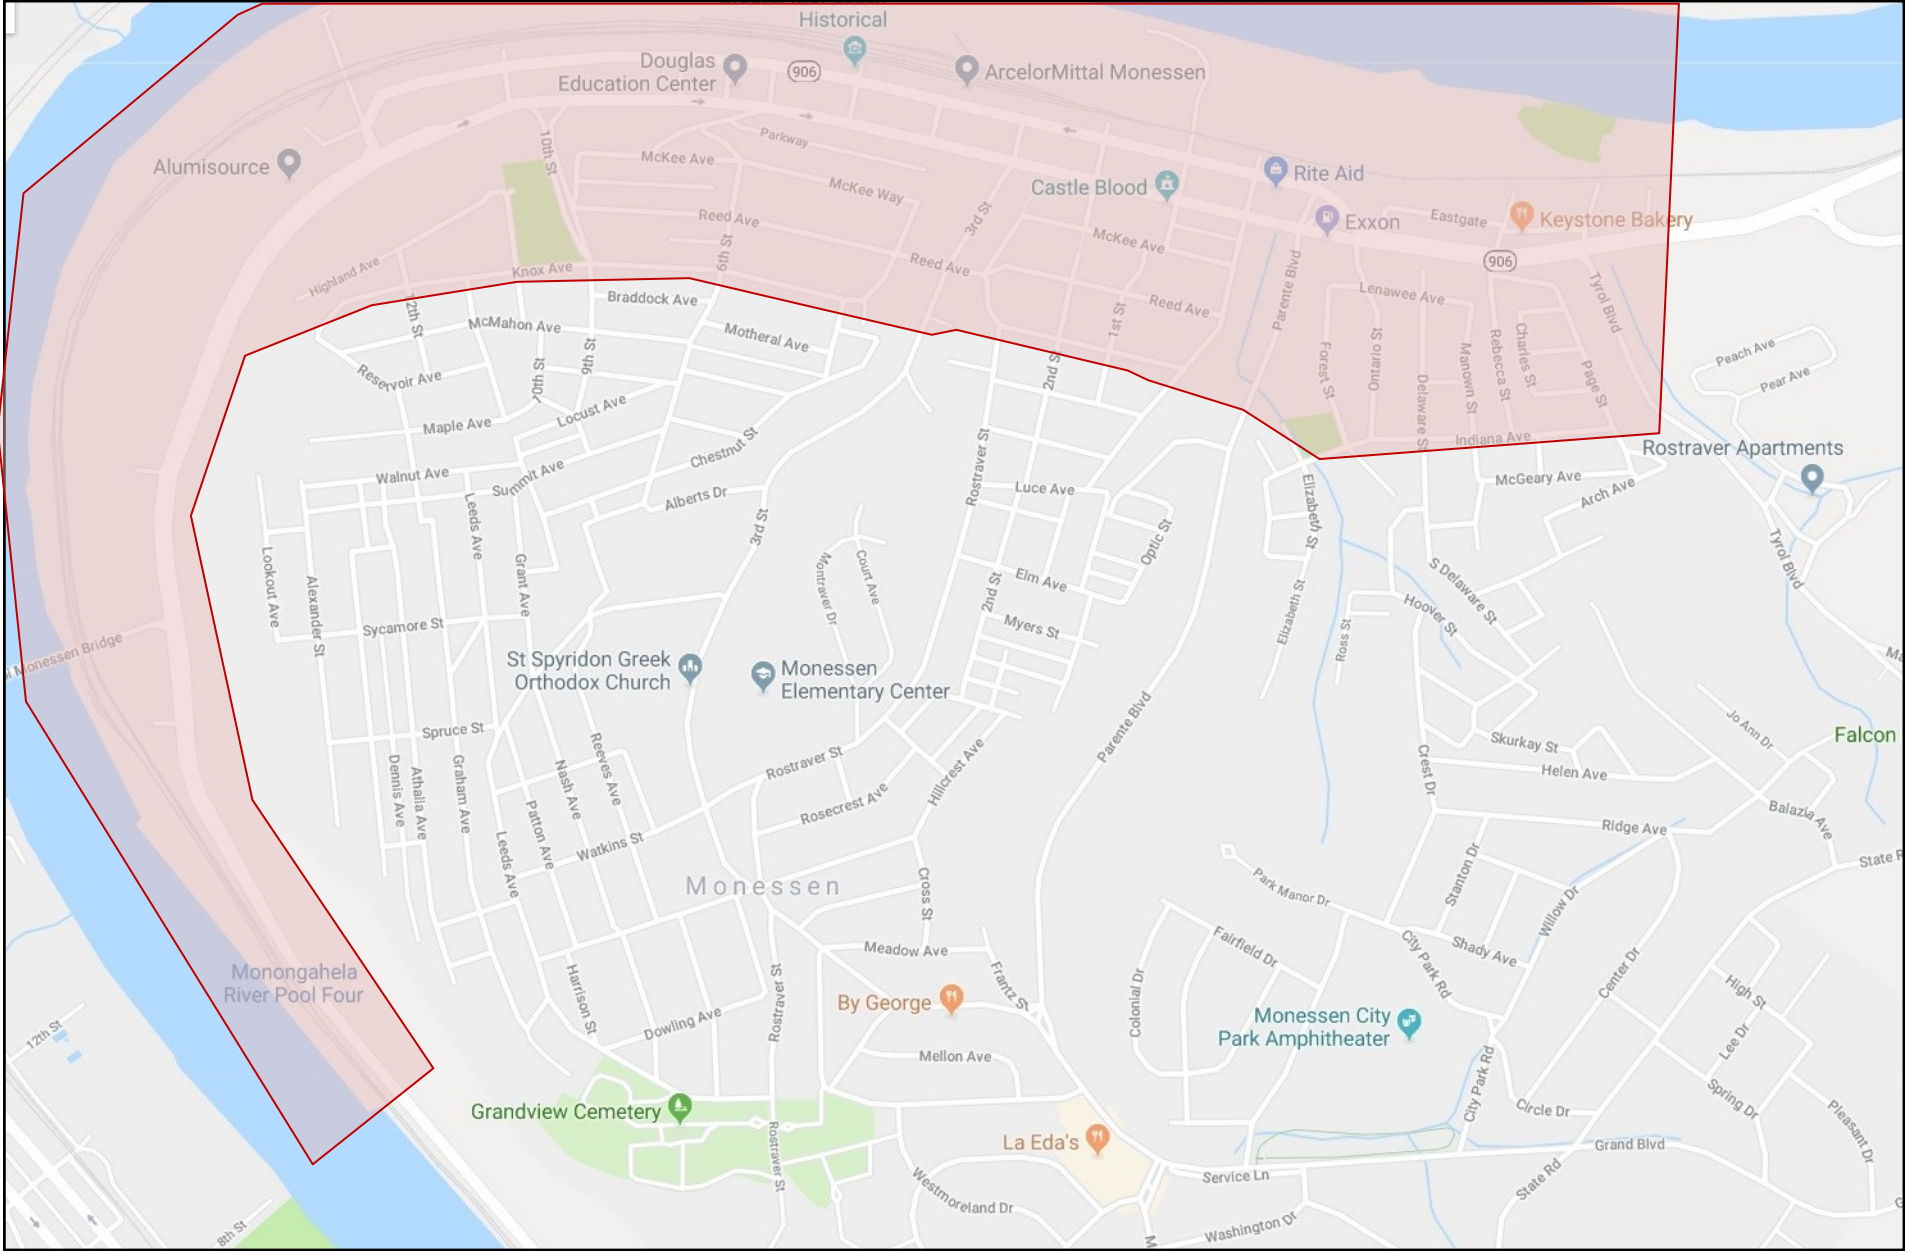 Historical
Douglas
Education Center
906
ArcelorMittal Monessen
Alumisource
10th St
Parkway
McKee Ave
McKee Way
Castle Blood
Rite Aid
Exxon
Eastgate
Keystone Bakery
Reed Ave
6th St
3rd St
McKee Ave
Reed Ave
Reed Ave
1st St
Parente Blvd
906
Lenawee Ave
Tyrol Blvd
Highland Ave
Knox Ave
12th St
Braddock Ave
McMahon Ave
Motheral Ave
Reservoir Ave
10th St
9th St
Locust Ave
Maple Ave
2nd S
Forest St
Ontario St
Delaware S
Manown St
Rebecca St
Charles St
Page St
Indiana Ave
Peach Ave
Pear Ave
Rostraver Apartments
Walnut Ave
Summit Ave
Chestnut St
Alberts Dr
Rostraver St
Luce Ave
McGeary Ave
Arch Ave
Elizabeth St
Leeds Ave
3rd St
Optic St
Lookout Ave
Alexander St
Grant Ave
Montraver Dr
Court Ave
2nd St
Elm Ave
Myers St
Elizabeth St
Ross St
S Delaware St
Hoover St
Tyrol Blvd
Sycamore St
Monessen Bridge
St Spyridon Greek
Orthodox Church
Monessen
Elementary Center
Parente Blvd
Spruce St
Dennis Ave
Athalia Ave
Graham Ave
Nash Ave
Reeves Ave
Patton Ave
Leeds Ave
Watkins St
Rostraver St
Rosecrest Ave
Hillcrest Ave
Skurkay St
Helen Ave
Crest Dr
Jo Ann Dr
Falcon
Balazia Ave
Ridge Ave
State R
Monessen
Cross St
Park Manor Dr
Stanton Dr
Willow Dr
Meadow Ave
Frantz St
Fairfield Dr
City Park Rd
Shady Ave
Center Dr
High St
Lee Dr
Monongahela
River Pool Four
Harrison St
Dowling Ave
Rostraver St
By George
Colonial Dr
Monessen City
Park Amphitheater
12th St
Mellon Ave
City Park Rd
Circle Dr
Spring Dr
Pleasant Dr
Grandview Cemetery
La Eda's
Rostraver St
Service Ln
Grand Blvd
State Rd
Westmoreland Dr
Washington Dr
8th St